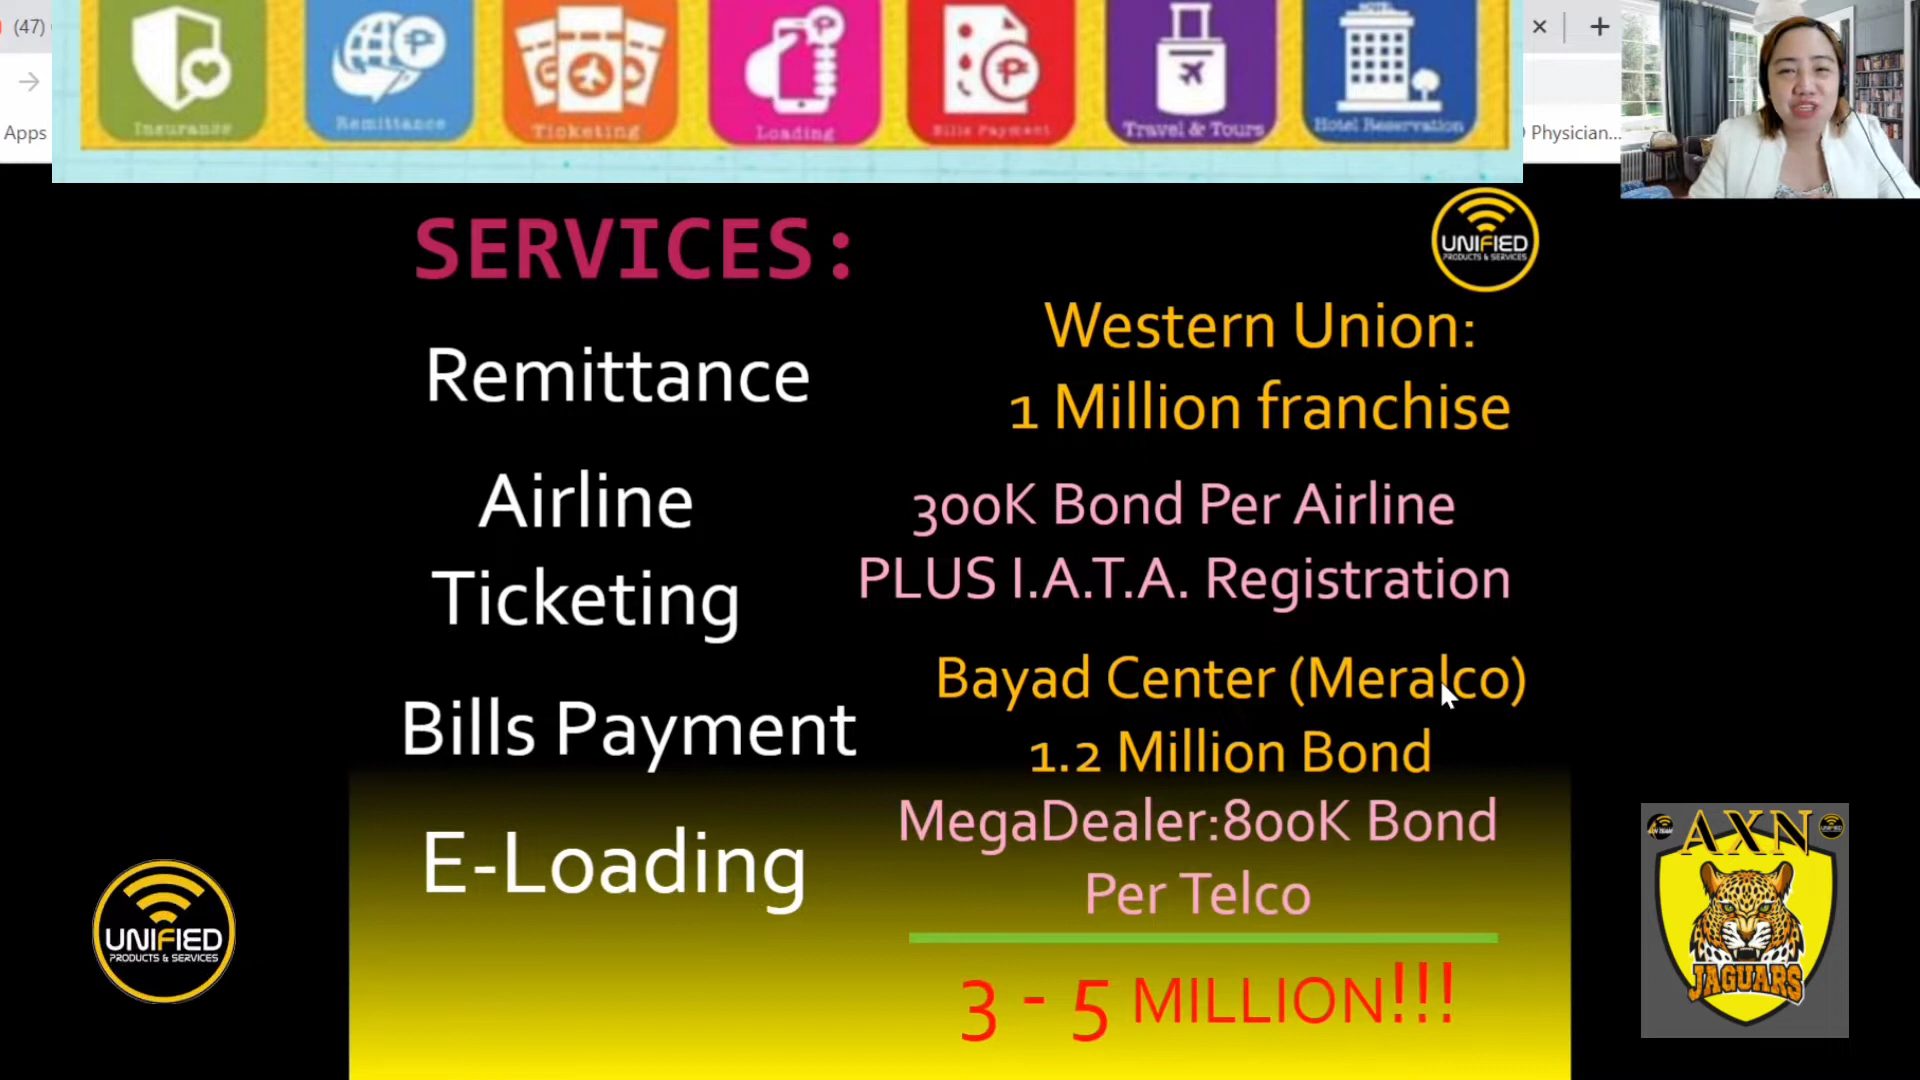 (47)
Apps
Physician...
Insurance
Remittance
Ticketing
Loading
Bills Payment
Travel & Tours
HOTEL
Hotel Reservation
SERVICES:
UNIFIED
PRODUCTS & SERVICES
Remittance
Western Union:
1 Million franchise
Airline
Ticketing
300K Bond Per Airline
PLUS I.A.T.A. Registration
Bills Payment
Bayad Center (Meralco)
1.2 Million Bond
E-Loading
MegaDealer:800K Bond
Per Telco
3 - 5 MILLION!!!
UNIFIED
PRODUCTS & SERVICES
AXN
JAGUARS